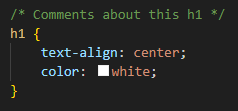 /* Comments about this h1 */
h1 {
    text-align: center;
    color: white;
}